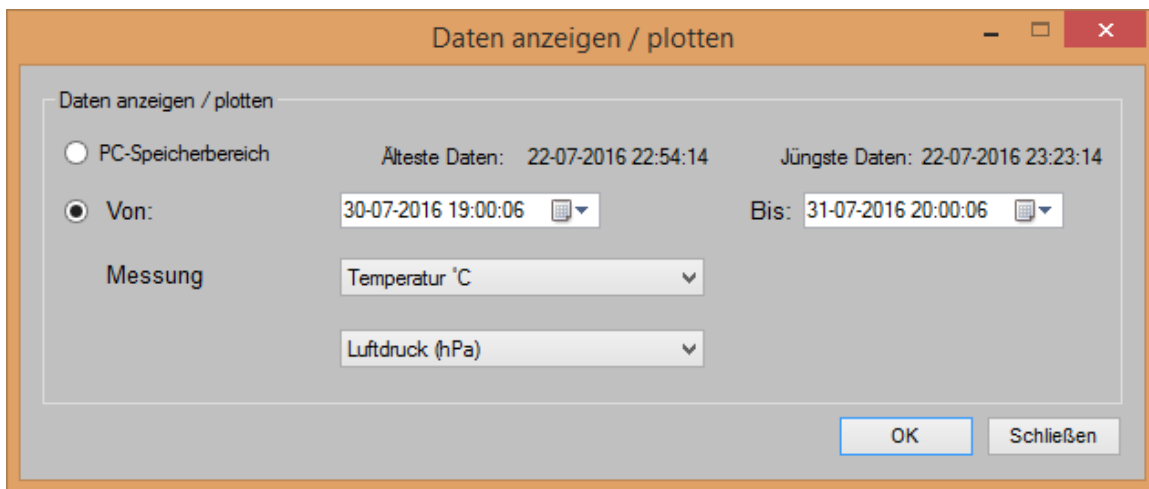 Daten anzeigen / plotten
Daten anzeigen / plotten
PC-Speicherbereich Älteste Daten: 22-07-2016 22:54:14 Jüngste Daten: 22-07-2016 23:23:14
Von: 30-07-2016 19:00:06 Bis: 31-07-2016 20:00:06
Messung Temperatur ˚C
Luftdruck (hPa)
OK Schließen